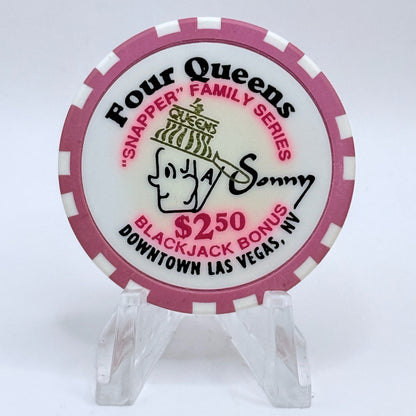 Four Queens
"SNAPPER" FAMILY SERIES
4
QUEENS
Sonny
$2.50
BLACKJACK BONUS
DOWNTOWN LAS VEGAS, NV